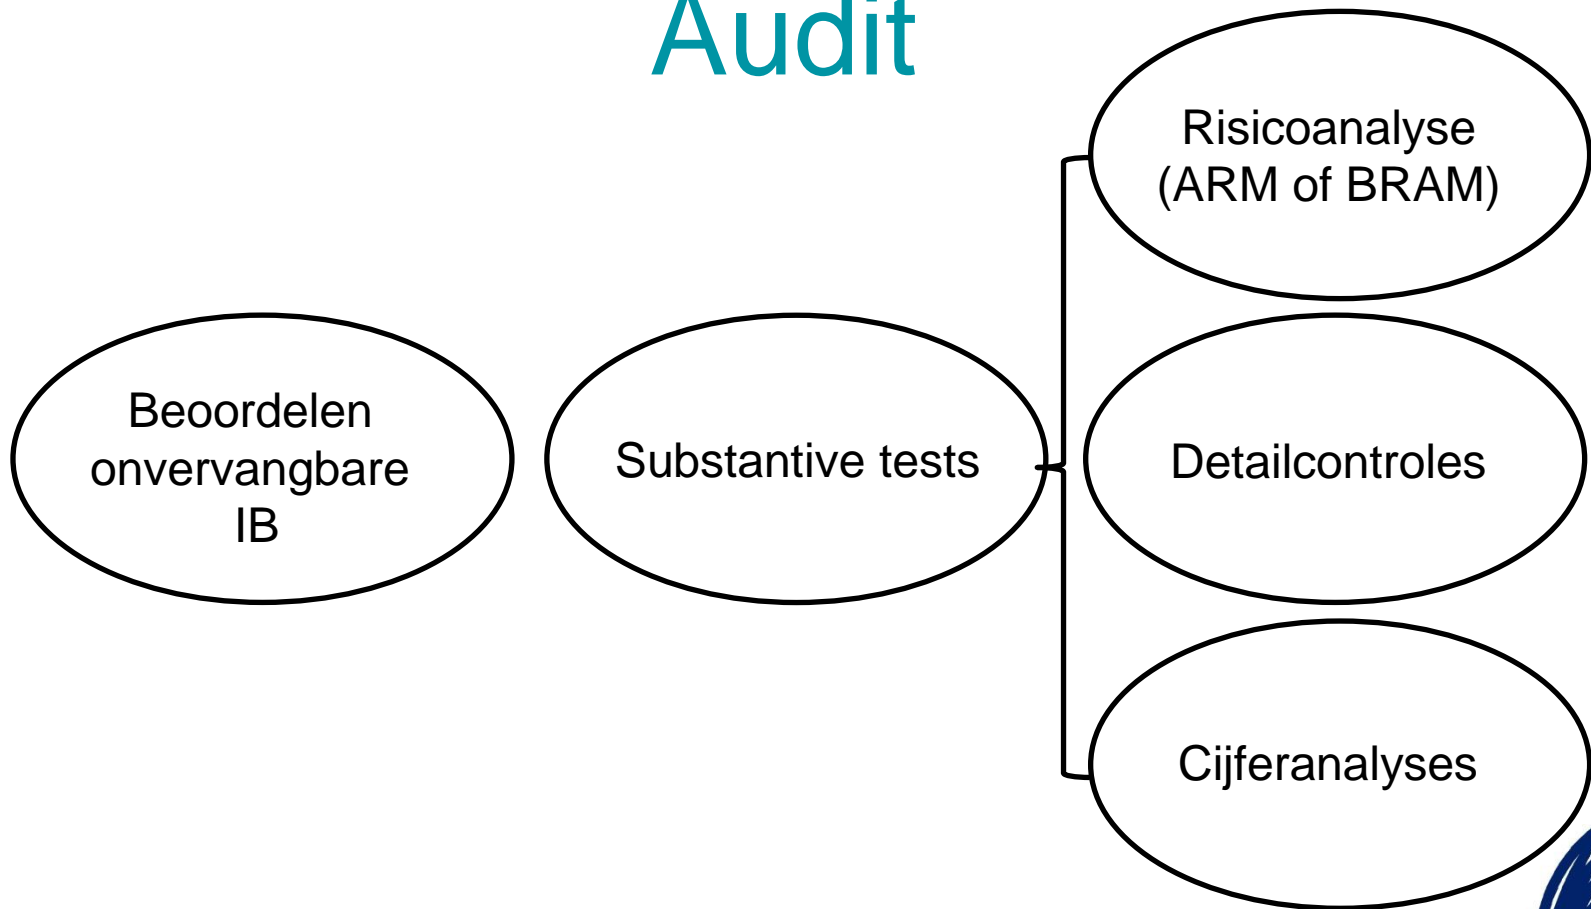 Audit
Risicoanalyse
(ARM of BRAM)
Beoordelen
onvervangbare
IB
Substantive tests
Detailcontroles
Cijferanalyses